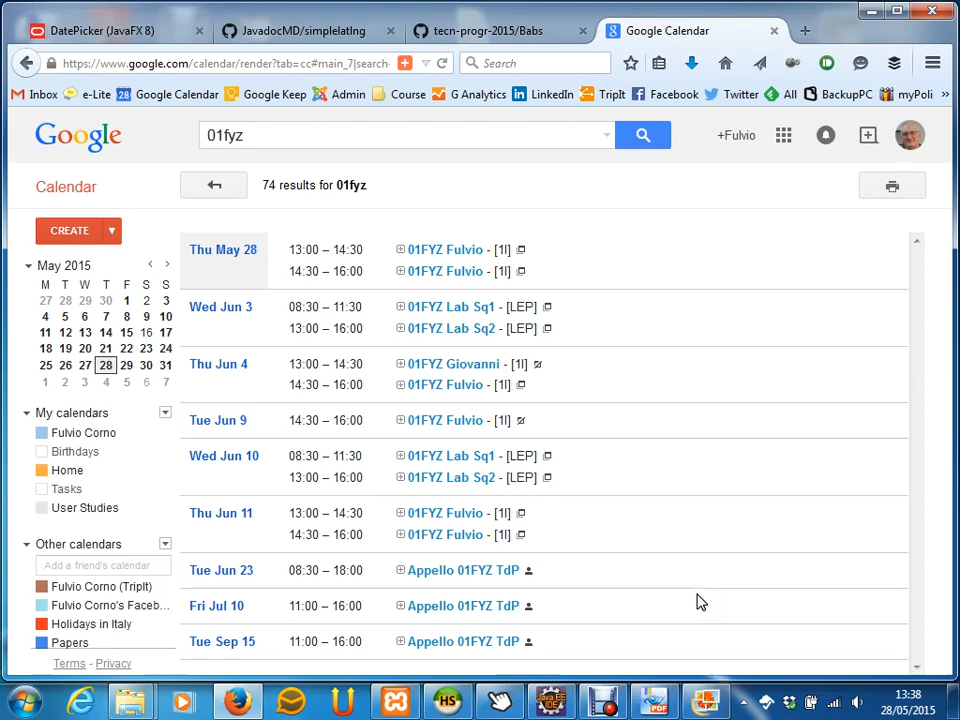 DatePicker (JavaFX 8) × JavadocMD/simplelatlng × tecn-progr-2015/Babs × Google Calendar × +
https://www.google.com/calendar/render?tab=cc#main_7|search- Search
Inbox e-Lite Google Calendar Google Keep Admin Course G Analytics LinkedIn TripIt Facebook Twitter All BackupPC myPoli »
Google 01fyz +Fulvio
Calendar 74 results for 01fyz
CREATE
May 2015
M T W T F S S
27 28 29 30 1 2 3
4 5 6 7 8 9 10
11 12 13 14 15 16 17
18 19 20 21 22 23 24
25 26 27 28 29 30 31
1 2 3 4 5 6 7
My calendars
Fulvio Corno
Birthdays
Home
Tasks
User Studies
Other calendars
Add a friend's calendar
Fulvio Corno (TripIt)
Fulvio Corno's Faceb...
Holidays in Italy
Papers
Terms - Privacy
Thu May 28 13:00 – 14:30 01FYZ Fulvio - [1I]
14:30 – 16:00 01FYZ Fulvio - [1I]
Wed Jun 3 08:30 – 11:30 01FYZ Lab Sq1 - [LEP]
13:00 – 16:00 01FYZ Lab Sq2 - [LEP]
Thu Jun 4 13:00 – 14:30 01FYZ Giovanni - [1I]
14:30 – 16:00 01FYZ Fulvio - [1I]
Tue Jun 9 14:30 – 16:00 01FYZ Fulvio - [1I]
Wed Jun 10 08:30 – 11:30 01FYZ Lab Sq1 - [LEP]
13:00 – 16:00 01FYZ Lab Sq2 - [LEP]
Thu Jun 11 13:00 – 14:30 01FYZ Fulvio - [1I]
14:30 – 16:00 01FYZ Fulvio - [1I]
Tue Jun 23 08:30 – 18:00 Appello 01FYZ TdP
Fri Jul 10 11:00 – 16:00 Appello 01FYZ TdP
Tue Sep 15 11:00 – 16:00 Appello 01FYZ TdP
HS Java EE IDE PDF
13:38
28/05/2015